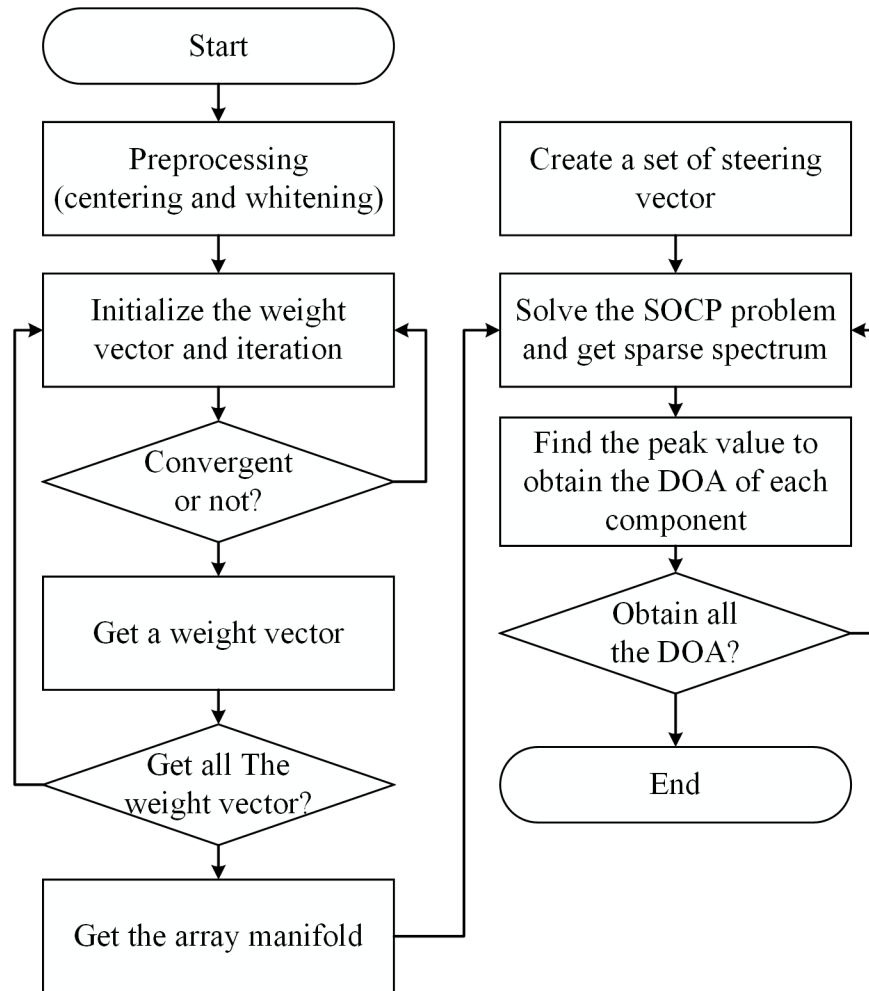 Start
Preprocessing
(centering and whitening)
Initialize the weight
vector and iteration
Convergent
or not?
Get a weight vector
Get all The
weight vector?
Get the array manifold
Create a set of steering
vector
Solve the SOCP problem
and get sparse spectrum
Find the peak value to
obtain the DOA of each
component
Obtain all
the DOA?
End